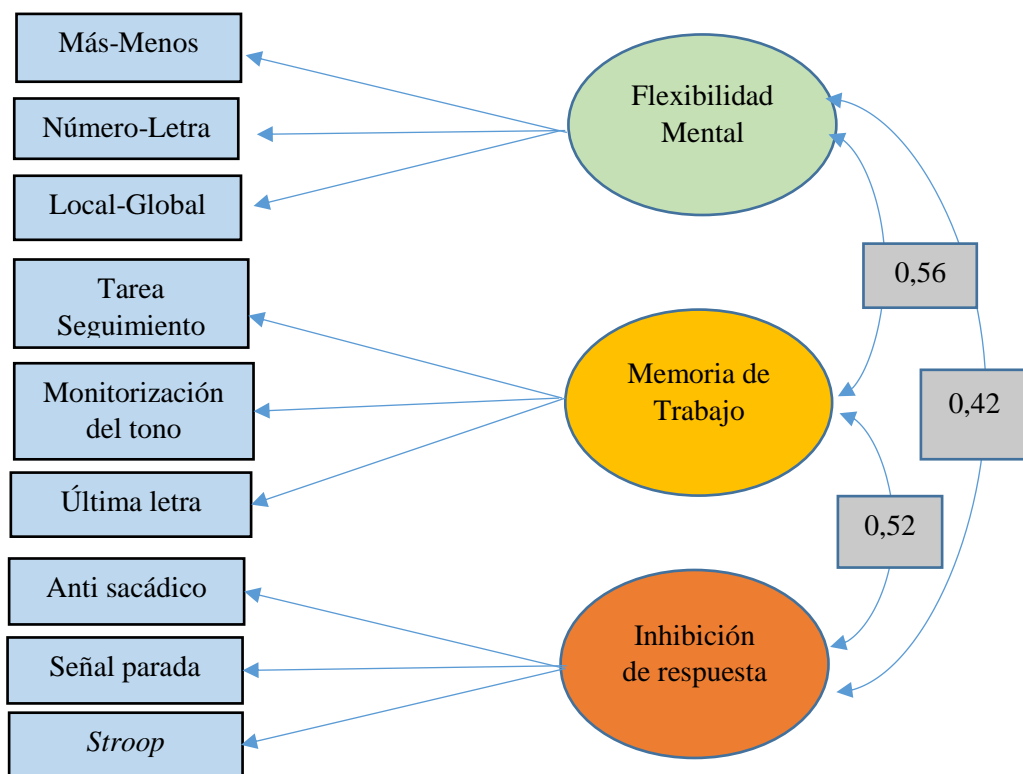 Más-Menos
Número-Letra
Local-Global
Flexibilidad
Mental
0,56
Tarea
Seguimiento
Monitorización
del tono
Última letra
Memoria de
Trabajo
0,42
0,52
Anti sacádico
Señal parada
Stroop
Inhibición
de respuesta